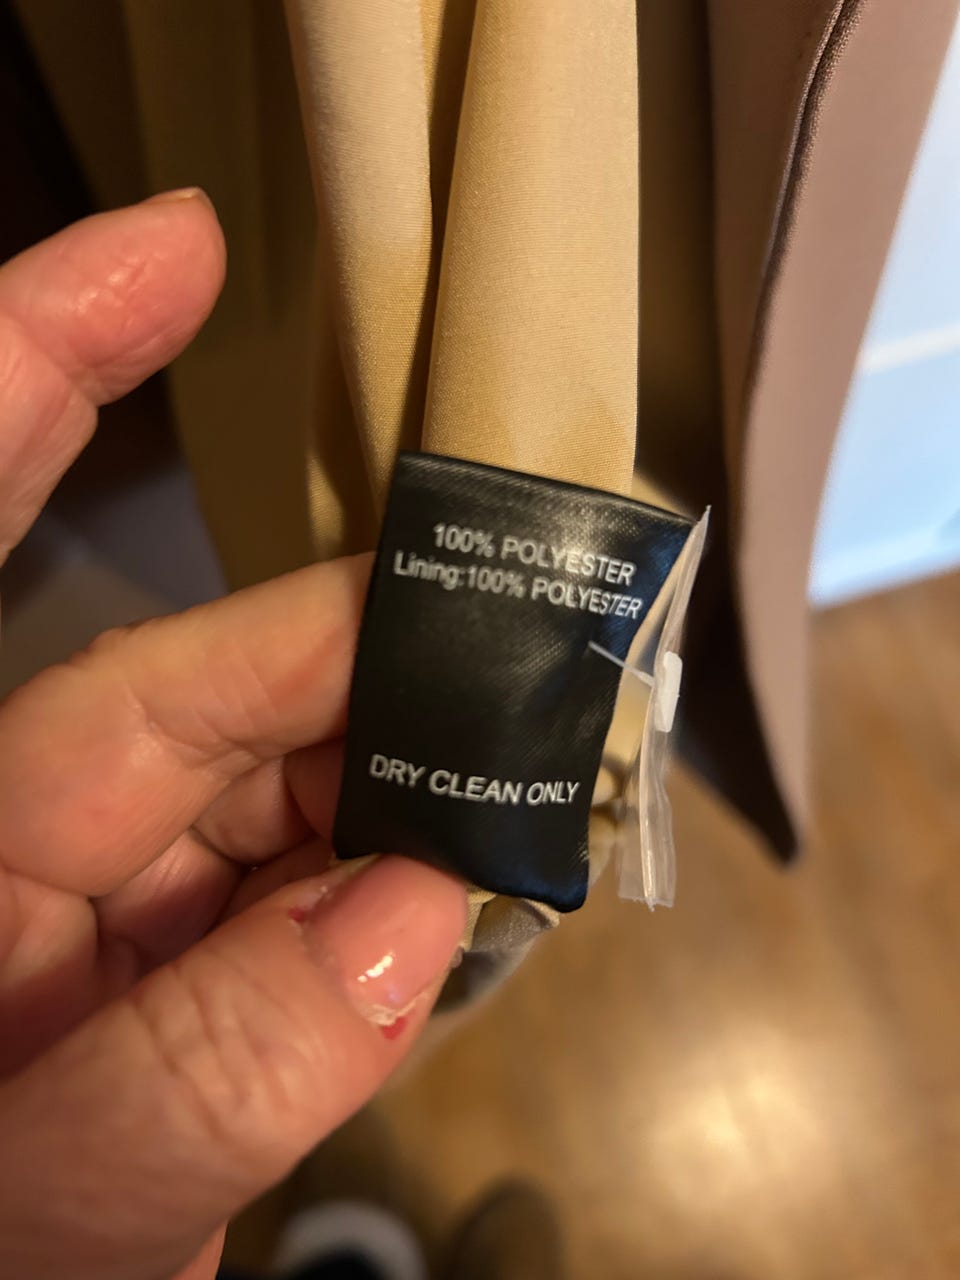 100% POLYESTER
Lining:100% POLYESTER
DRY CLEAN ONLY